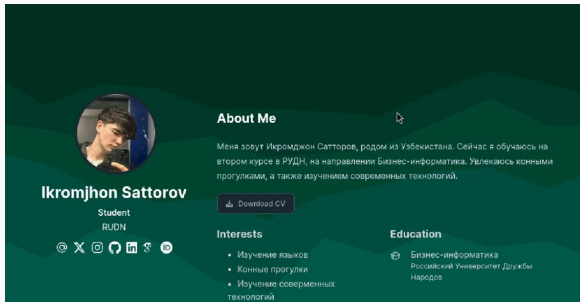 About Me
Меня зовут Икромджон Сатторов, родом из Узбекистана. Сейчас я обучаюсь на
втором курсе в РУДН, на направлении Бизнес-информатика. Увлекаюсь конными
прогулками, а также изучением современных технологий.
Ikromjhon Sattorov
Student
RUDN
Download CV
Interests
Изучение языков
Конные прогулки
Изучение соверменных
технологий
Education
Бизнес-информатика
Российский Университет Дружбы
Народов